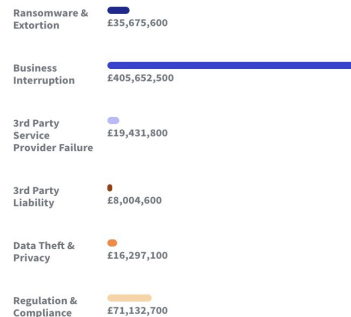 Ransomware &
Extortion
£35,675,600
Business
Interruption
£405,652,500
3rd Party
Service
Provider Failure
£19,431,800
3rd Party
Liability
£8,004,600
Data Theft &
Privacy
£16,297,100
Regulation &
Compliance
£71,132,700